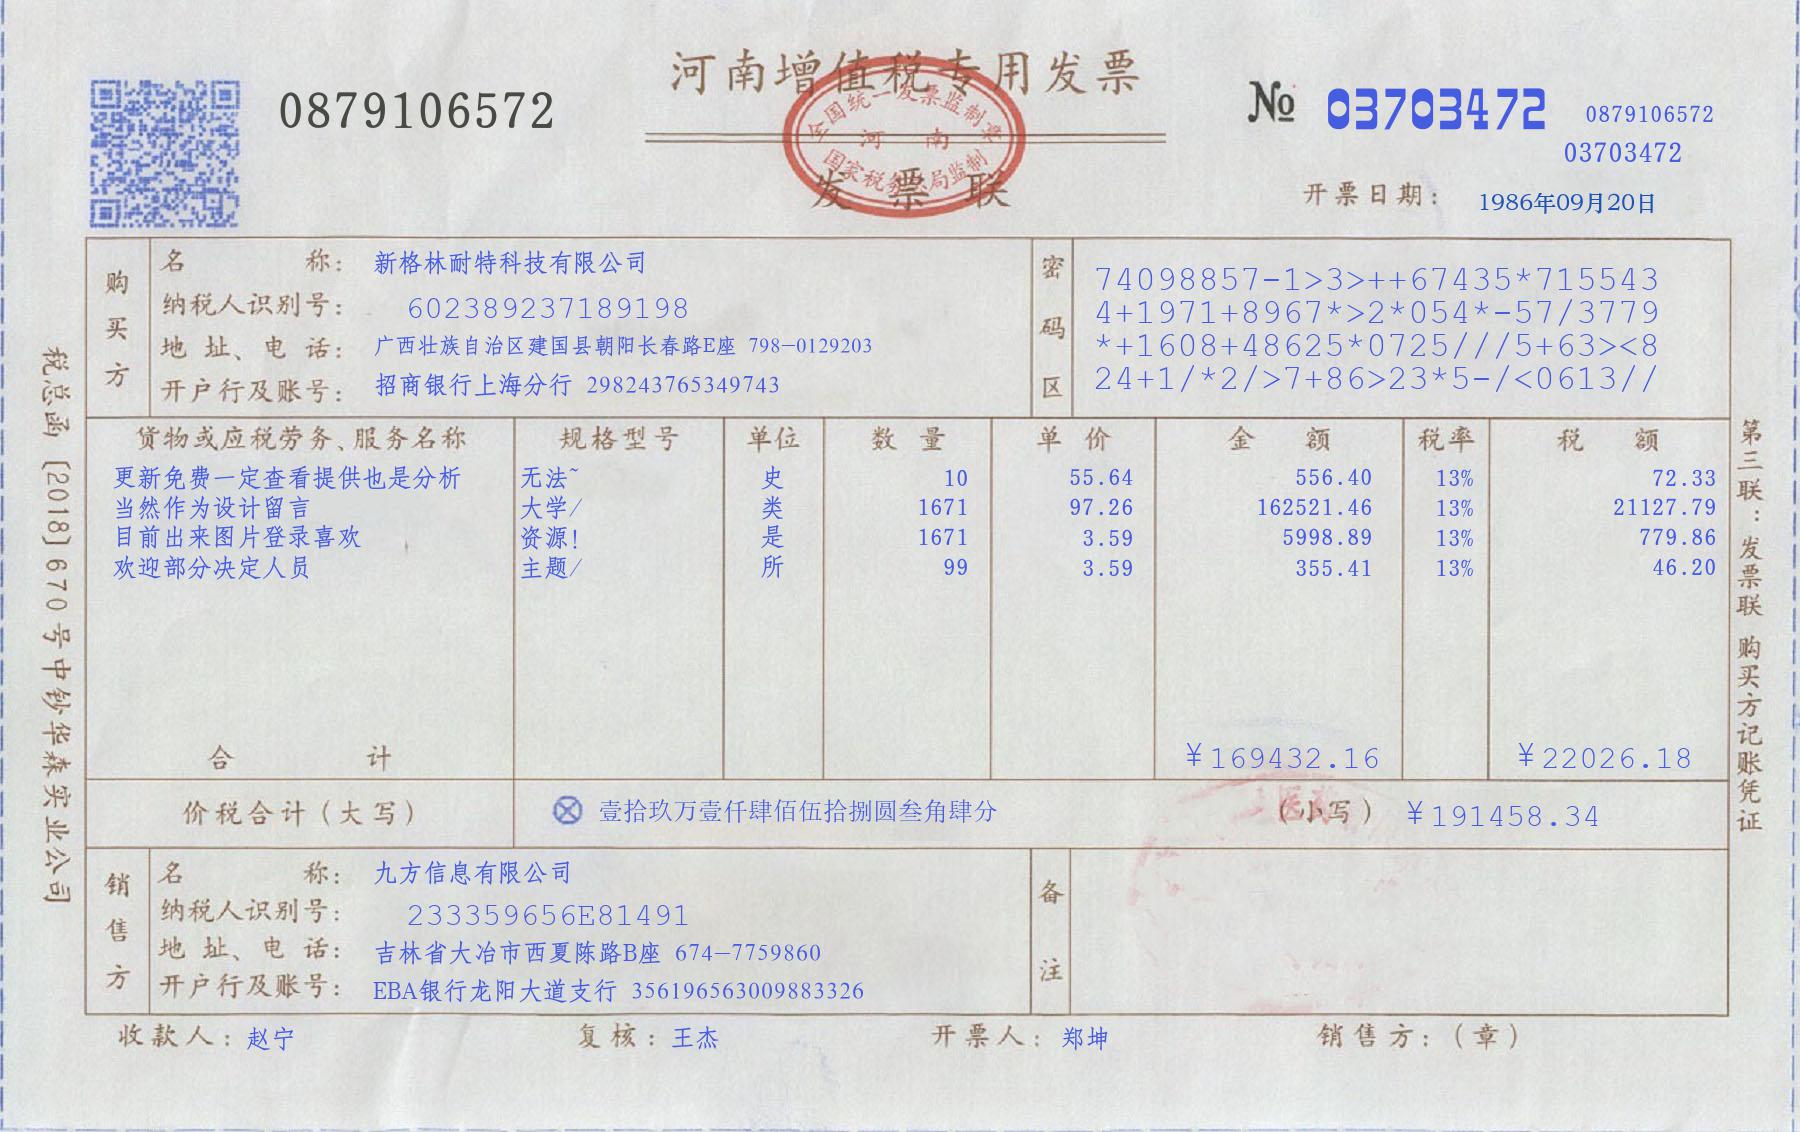 河南增值税专用发票
全国统一发票监制章
河 南
国家税务总局监制
发票联
0879106572
№ 03703472 0879106572
03703472
开票日期： 1986年09月20日
购买方
名 称： 新格林耐特科技有限公司
纳税人识别号： 602389237189198
地 址、电 话： 广西壮族自治区建国县朝阳长春路E座 798-0129203
开户行及账号： 招商银行上海分行 298243765349743
密码区
74098857-1>3>++67435*715543
4+1971+8967*>2*054*-57/3779
*+1608+48625*0725///5+63><8
24+1/*2/>7+86>23*5-/<0613//
货物或应税劳务、服务名称 规格型号 单位 数 量 单 价 金 额 税率 税 额
更新免费一定查看提供也是分析 无法~ 史 10 55.64 556.40 13% 72.33
当然作为设计留言 大学/ 类 1671 97.26 162521.46 13% 21127.79
目前出来图片登录喜欢 资源! 是 1671 3.59 5998.89 13% 779.86
欢迎部分决定人员 主题/ 所 99 3.59 355.41 13% 46.20
合 计 ￥169432.16 ￥22026.18
价税合计（大写） ⊗ 壹拾玖万壹仟肆佰伍拾捌圆叁角肆分 （小写） ￥191458.34
销售方
名 称： 九方信息有限公司
纳税人识别号： 233359656E81491
地 址、电 话： 吉林省大冶市西夏陈路B座 674-7759860
开户行及账号： EBA银行龙阳大道支行 356196563009883326
备注
收款人：赵宁 复核：王杰 开票人：郑坤 销售方：（章）
税总函〔2018〕670号中钞华森实业公司
第三联：发票联 购买方记账凭证